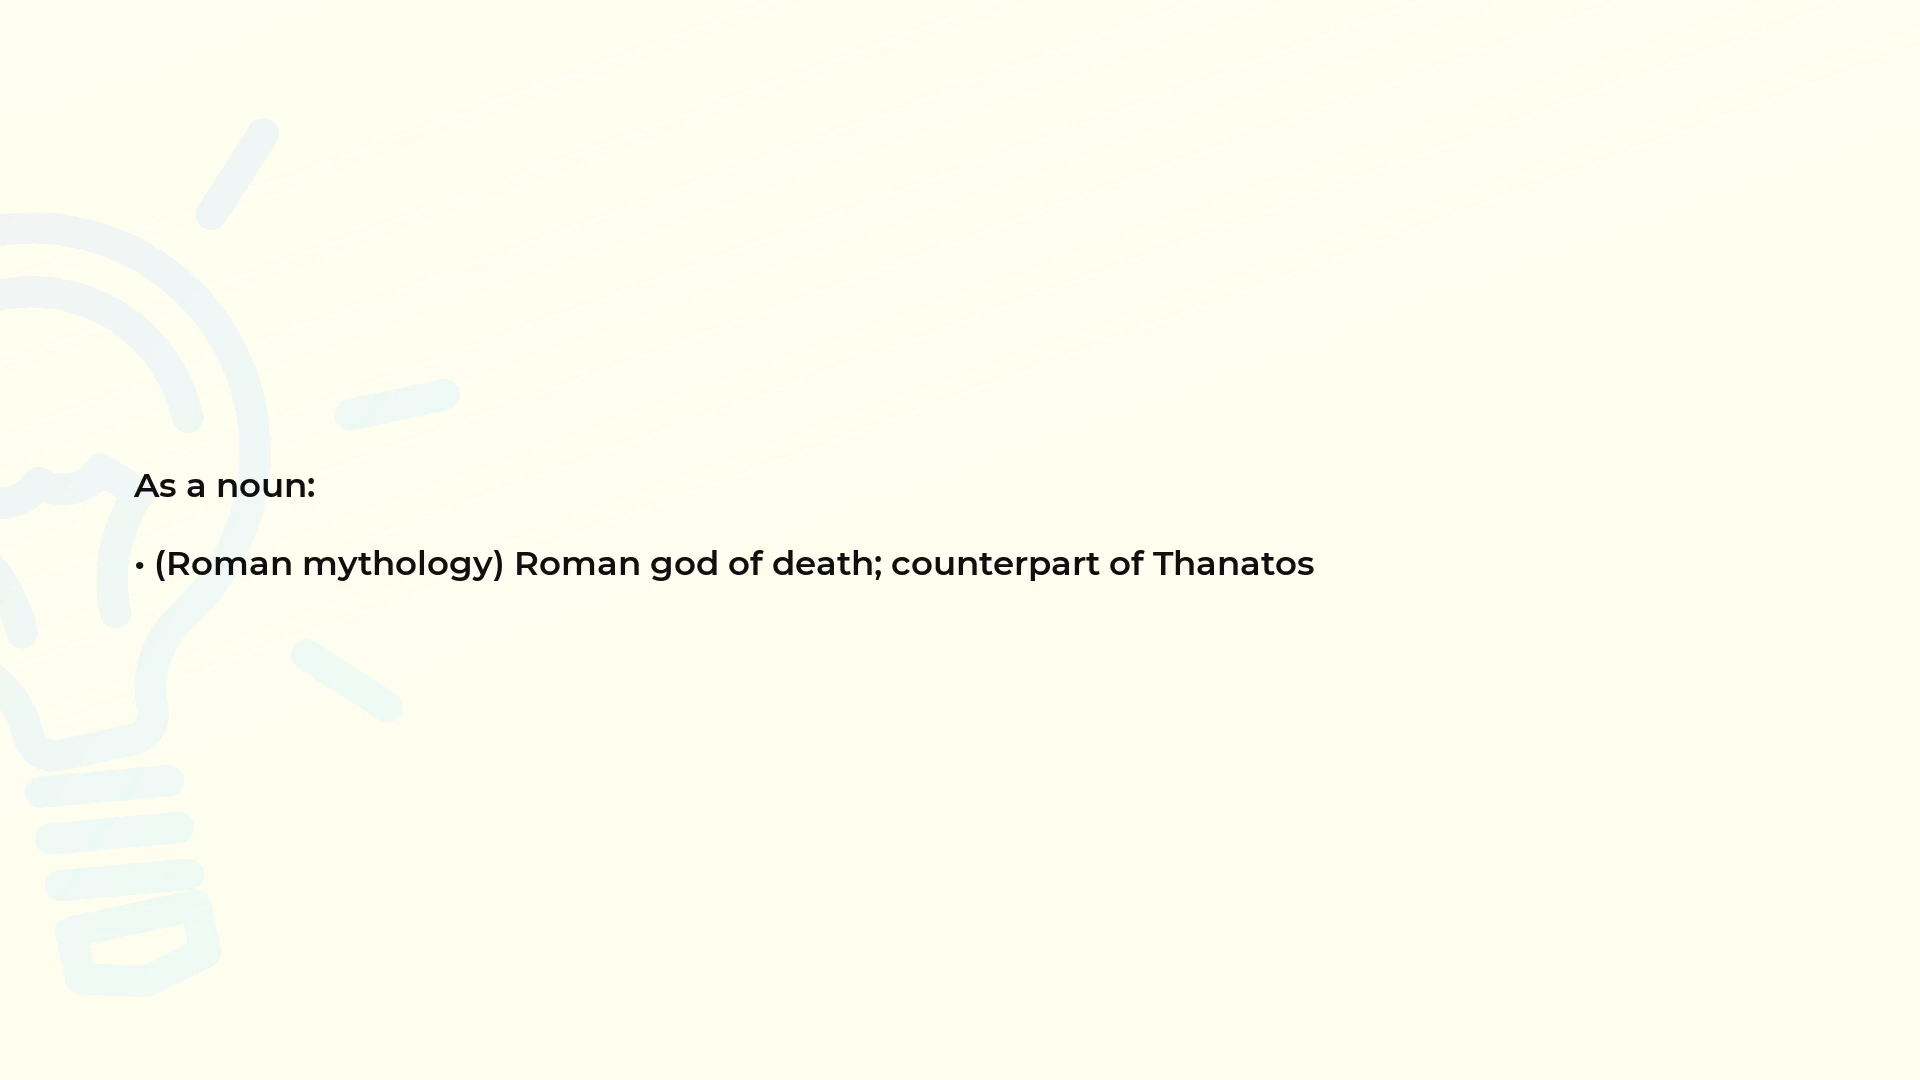 As a noun:
• (Roman mythology) Roman god of death; counterpart of Thanatos